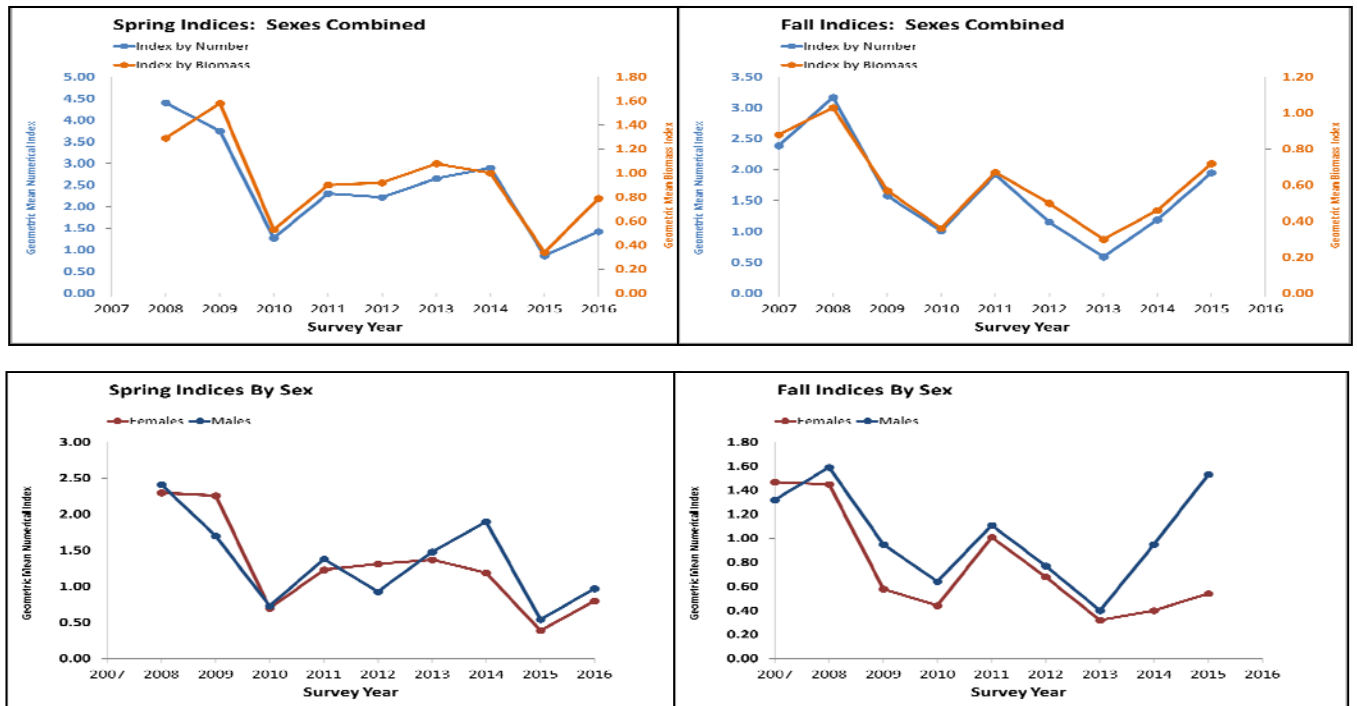 Spring Indices: Sexes Combined
Index by Number
Index by Biomass
5.00
4.50
4.00
3.50
3.00
2.50
2.00
1.50
1.00
0.50
0.00
Geometric Mean Numerical Index
1.80
1.60
1.40
1.20
1.00
0.80
0.60
0.40
0.20
0.00
Geometric Mean Biomass Index
2007 2008 2009 2010 2011 2012 2013 2014 2015 2016
Survey Year
Fall Indices: Sexes Combined
Index by Number
Index by Biomass
3.50
3.00
2.50
2.00
1.50
1.00
0.50
0.00
Geometric Mean Numerical Index
1.20
1.00
0.80
0.60
0.40
0.20
0.00
Geometric Mean Biomass Index
2007 2008 2009 2010 2011 2012 2013 2014 2015 2016
Survey Year
Spring Indices By Sex
Females Males
3.00
2.50
2.00
1.50
1.00
0.50
0.00
Geometric Mean Numerical Index
2007 2008 2009 2010 2011 2012 2013 2014 2015 2016
Survey Year
Fall Indices By Sex
Females Males
1.80
1.60
1.40
1.20
1.00
0.80
0.60
0.40
0.20
0.00
Geometric Mean Numerical Index
2007 2008 2009 2010 2011 2012 2013 2014 2015 2016
Survey Year